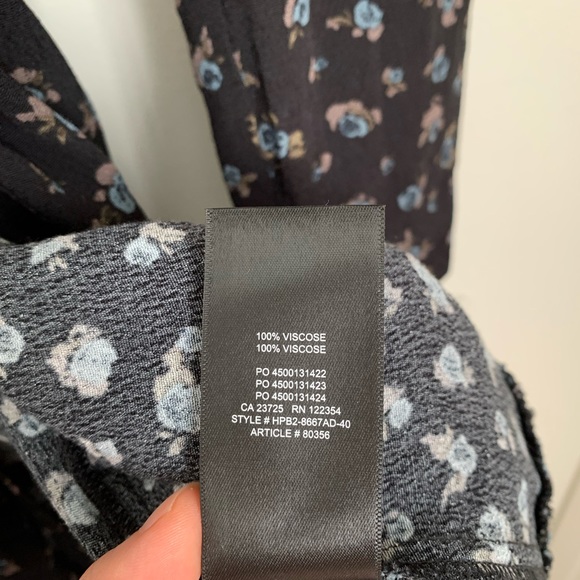 100% VISCOSE
100% VISCOSE
PO 4500131422
PO 4500131423
PO 4500131424
CA 23725 RN 122354
STYLE # HPB2-8667AD-40
ARTICLE # 80356